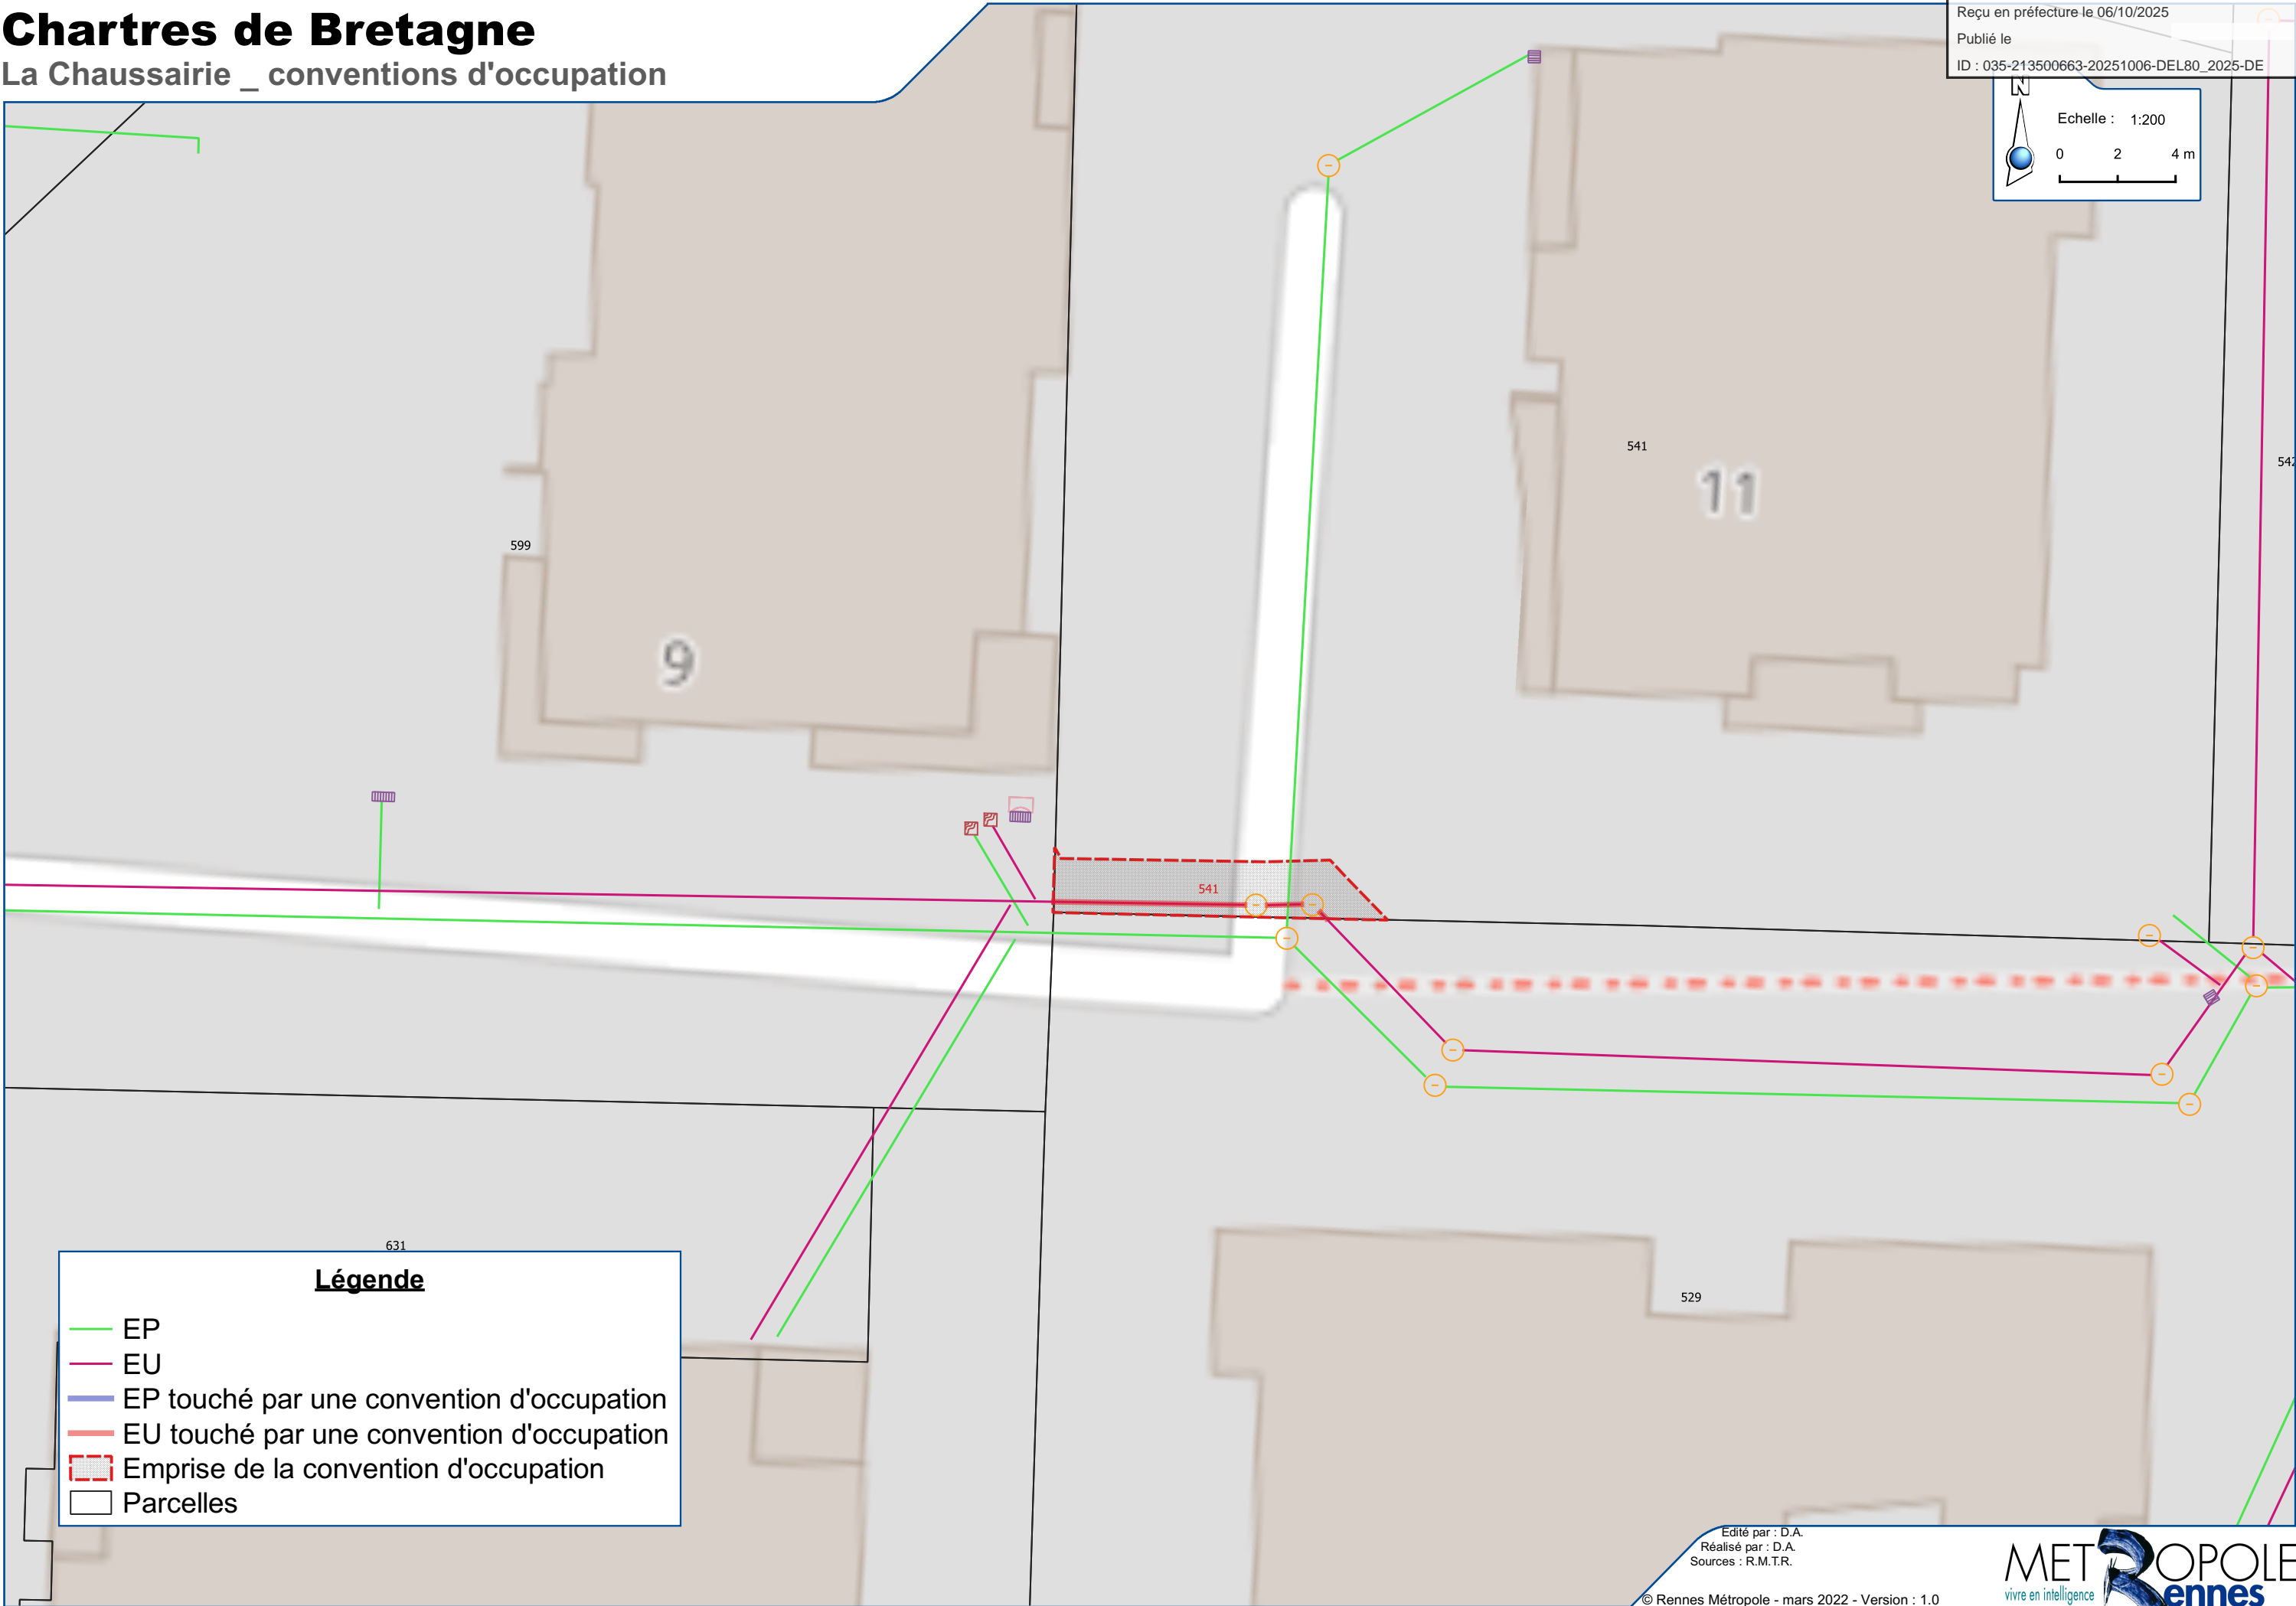 Chartres de Bretagne
La Chaussairie _ conventions d'occupation
Reçu en préfecture le 06/10/2025
Publié le
ID : 035-213500663-20251006-DEL80_2025-DE
N
Echelle : 1:200
0 2 4 m
541
11
542
599
9
541
631
529
Légende
EP
EU
EP touché par une convention d'occupation
EU touché par une convention d'occupation
Emprise de la convention d'occupation
Parcelles
Edité par : D.A.
Réalisé par : D.A.
Sources : R.M.T.R.
© Rennes Métropole - mars 2022 - Version : 1.0
METROPOLE
vivre en intelligence
Rennes